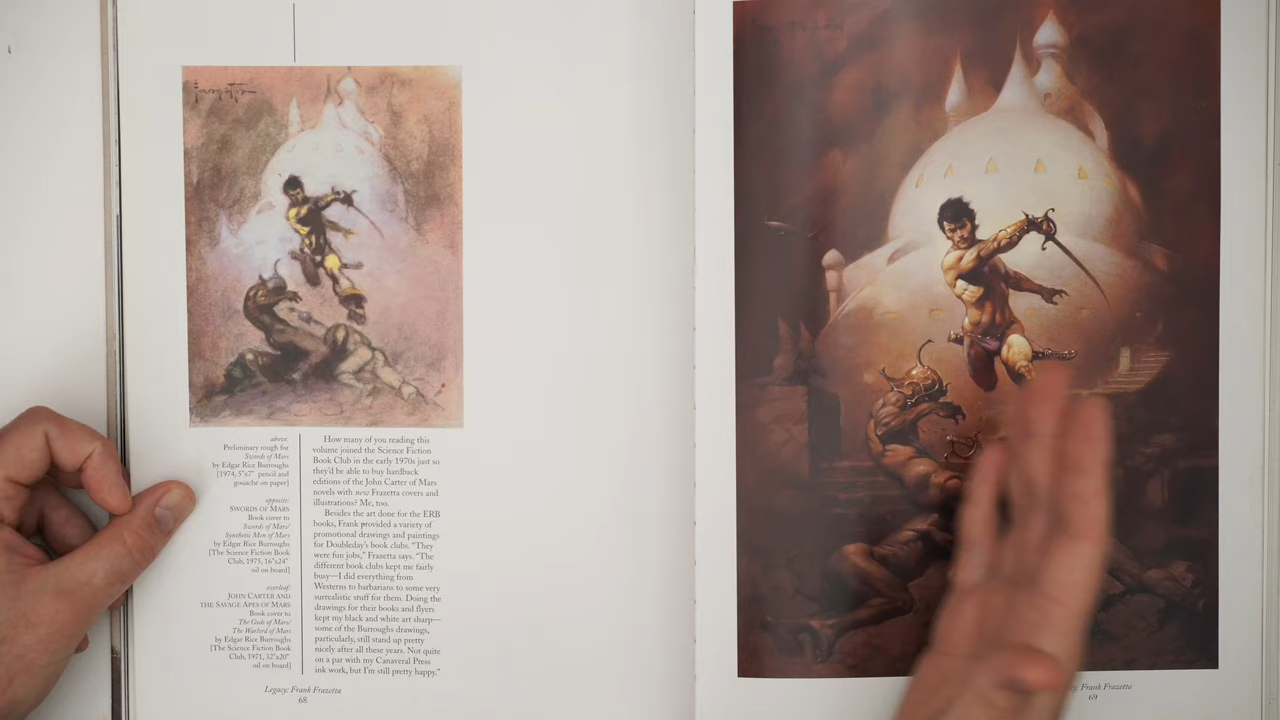 Frazetta
above:
Preliminary rough for
Swords of Mars
by Edgar Rice Burroughs
[1974, 5"x7" pencil and
gouache on paper]
opposite:
SWORDS OF MARS
Book cover to
Swords of Mars/
Synthetic Men of Mars
by Edgar Rice Burroughs
[The Science Fiction Book
Club, 1975, 16"x24"
oil on board]
overleaf:
JOHN CARTER AND
THE SAVAGE APES OF MARS
Book cover to
The Gods of Mars/
The Warlord of Mars
by Edgar Rice Burroughs
[The Science Fiction Book
Club, 1971, 32"x20"
oil on board]
How many of you reading this
volume joined the Science Fiction
Book Club in the early 1970s just so
they'd be able to buy hardback
editions of the John Carter of Mars
novels with new Frazetta covers and
illustrations? Me, too.
Besides the art done for the ERB
books, Frank provided a variety of
promotional drawings and paintings
for Doubleday's book clubs. "They
were fun jobs," Frazetta says. "The
different book clubs kept me fairly
busy—I did everything from
Westerns to barbarians to some very
surrealistic stuff for them. Doing the
drawings for their books and flyers
kept my black and white art sharp—
some of the Burroughs drawings,
particularly, still stand up pretty
nicely after all these years. Not quite
on a par with my Canaveral Press
ink work, but I'm still pretty happy."
Legacy: Frank Frazetta
68
Frank Frazetta
69